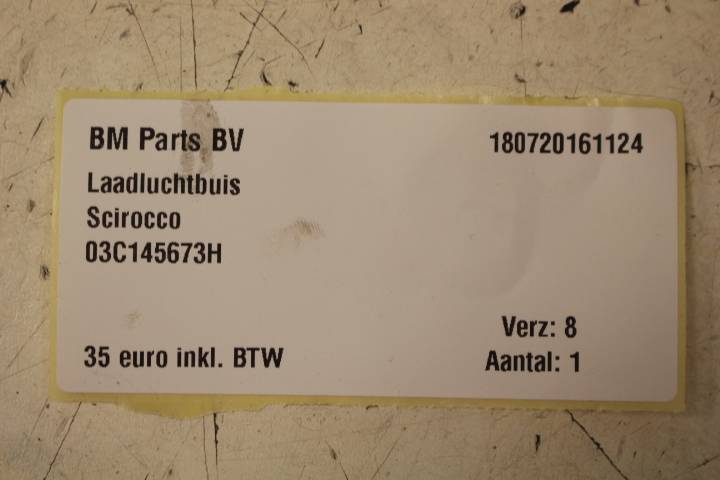 BM Parts BV
180720161124
Laadluchtbuis
Scirocco
03C145673H
Verz: 8
35 euro inkl. BTW
Aantal: 1